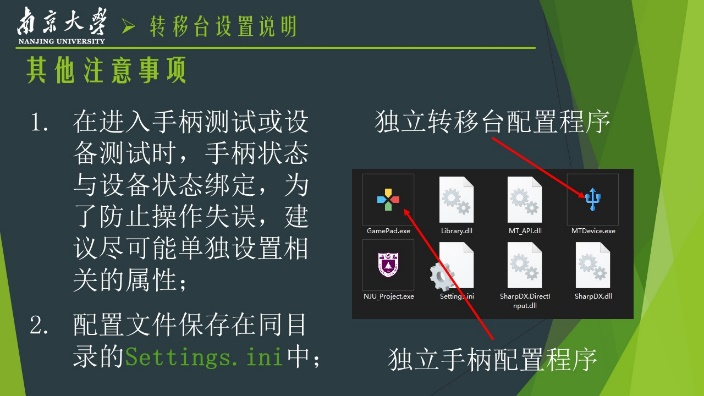 南京大学
NANJING UNIVERSITY
转移台设置说明
其他注意事项
1. 在进入手柄测试或设
备测试时，手柄状态
与设备状态绑定，为
了防止操作失误，建
议尽可能单独设置相
关的属性；
2. 配置文件保存在同目
录的Settings.ini中；
独立转移台配置程序
GamePad.exe
Library.dll
MT_API.dll
MTDevice.exe
NJU_Project.exe
Settings.ini
SharpDX.DirectI
nput.dll
SharpDX.dll
独立手柄配置程序